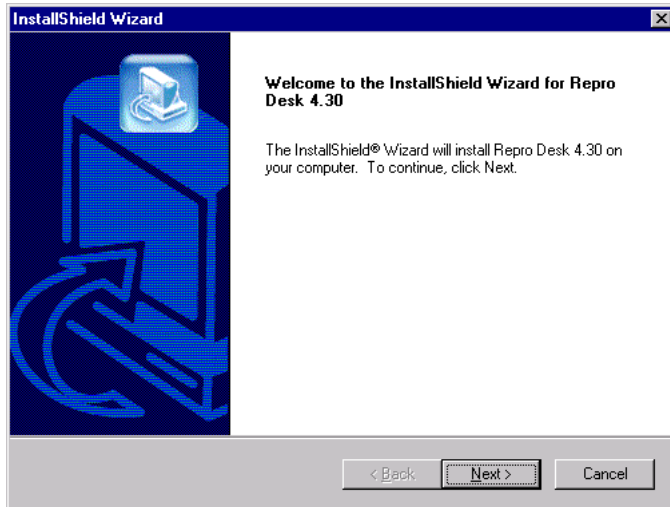 InstallShield Wizard
Welcome to the InstallShield Wizard for Repro
Desk 4.30
The InstallShield® Wizard will install Repro Desk 4.30 on
your computer.  To continue, click Next.
< Back
Next >
Cancel